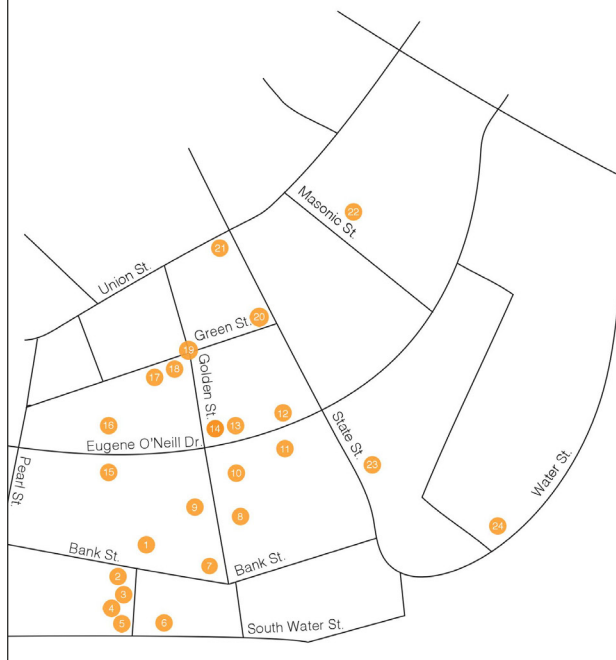 22
Masonic St.
21
Union St.
20
Green St.
19
18
17
Golden St.
12
13
14
16
Eugene O'Neill Dr.
State St.
11
23
Pearl St.
15
10
Water St.
9
8
24
1
Bank St.
Bank St.
7
2
3
4
5
6
South Water St.